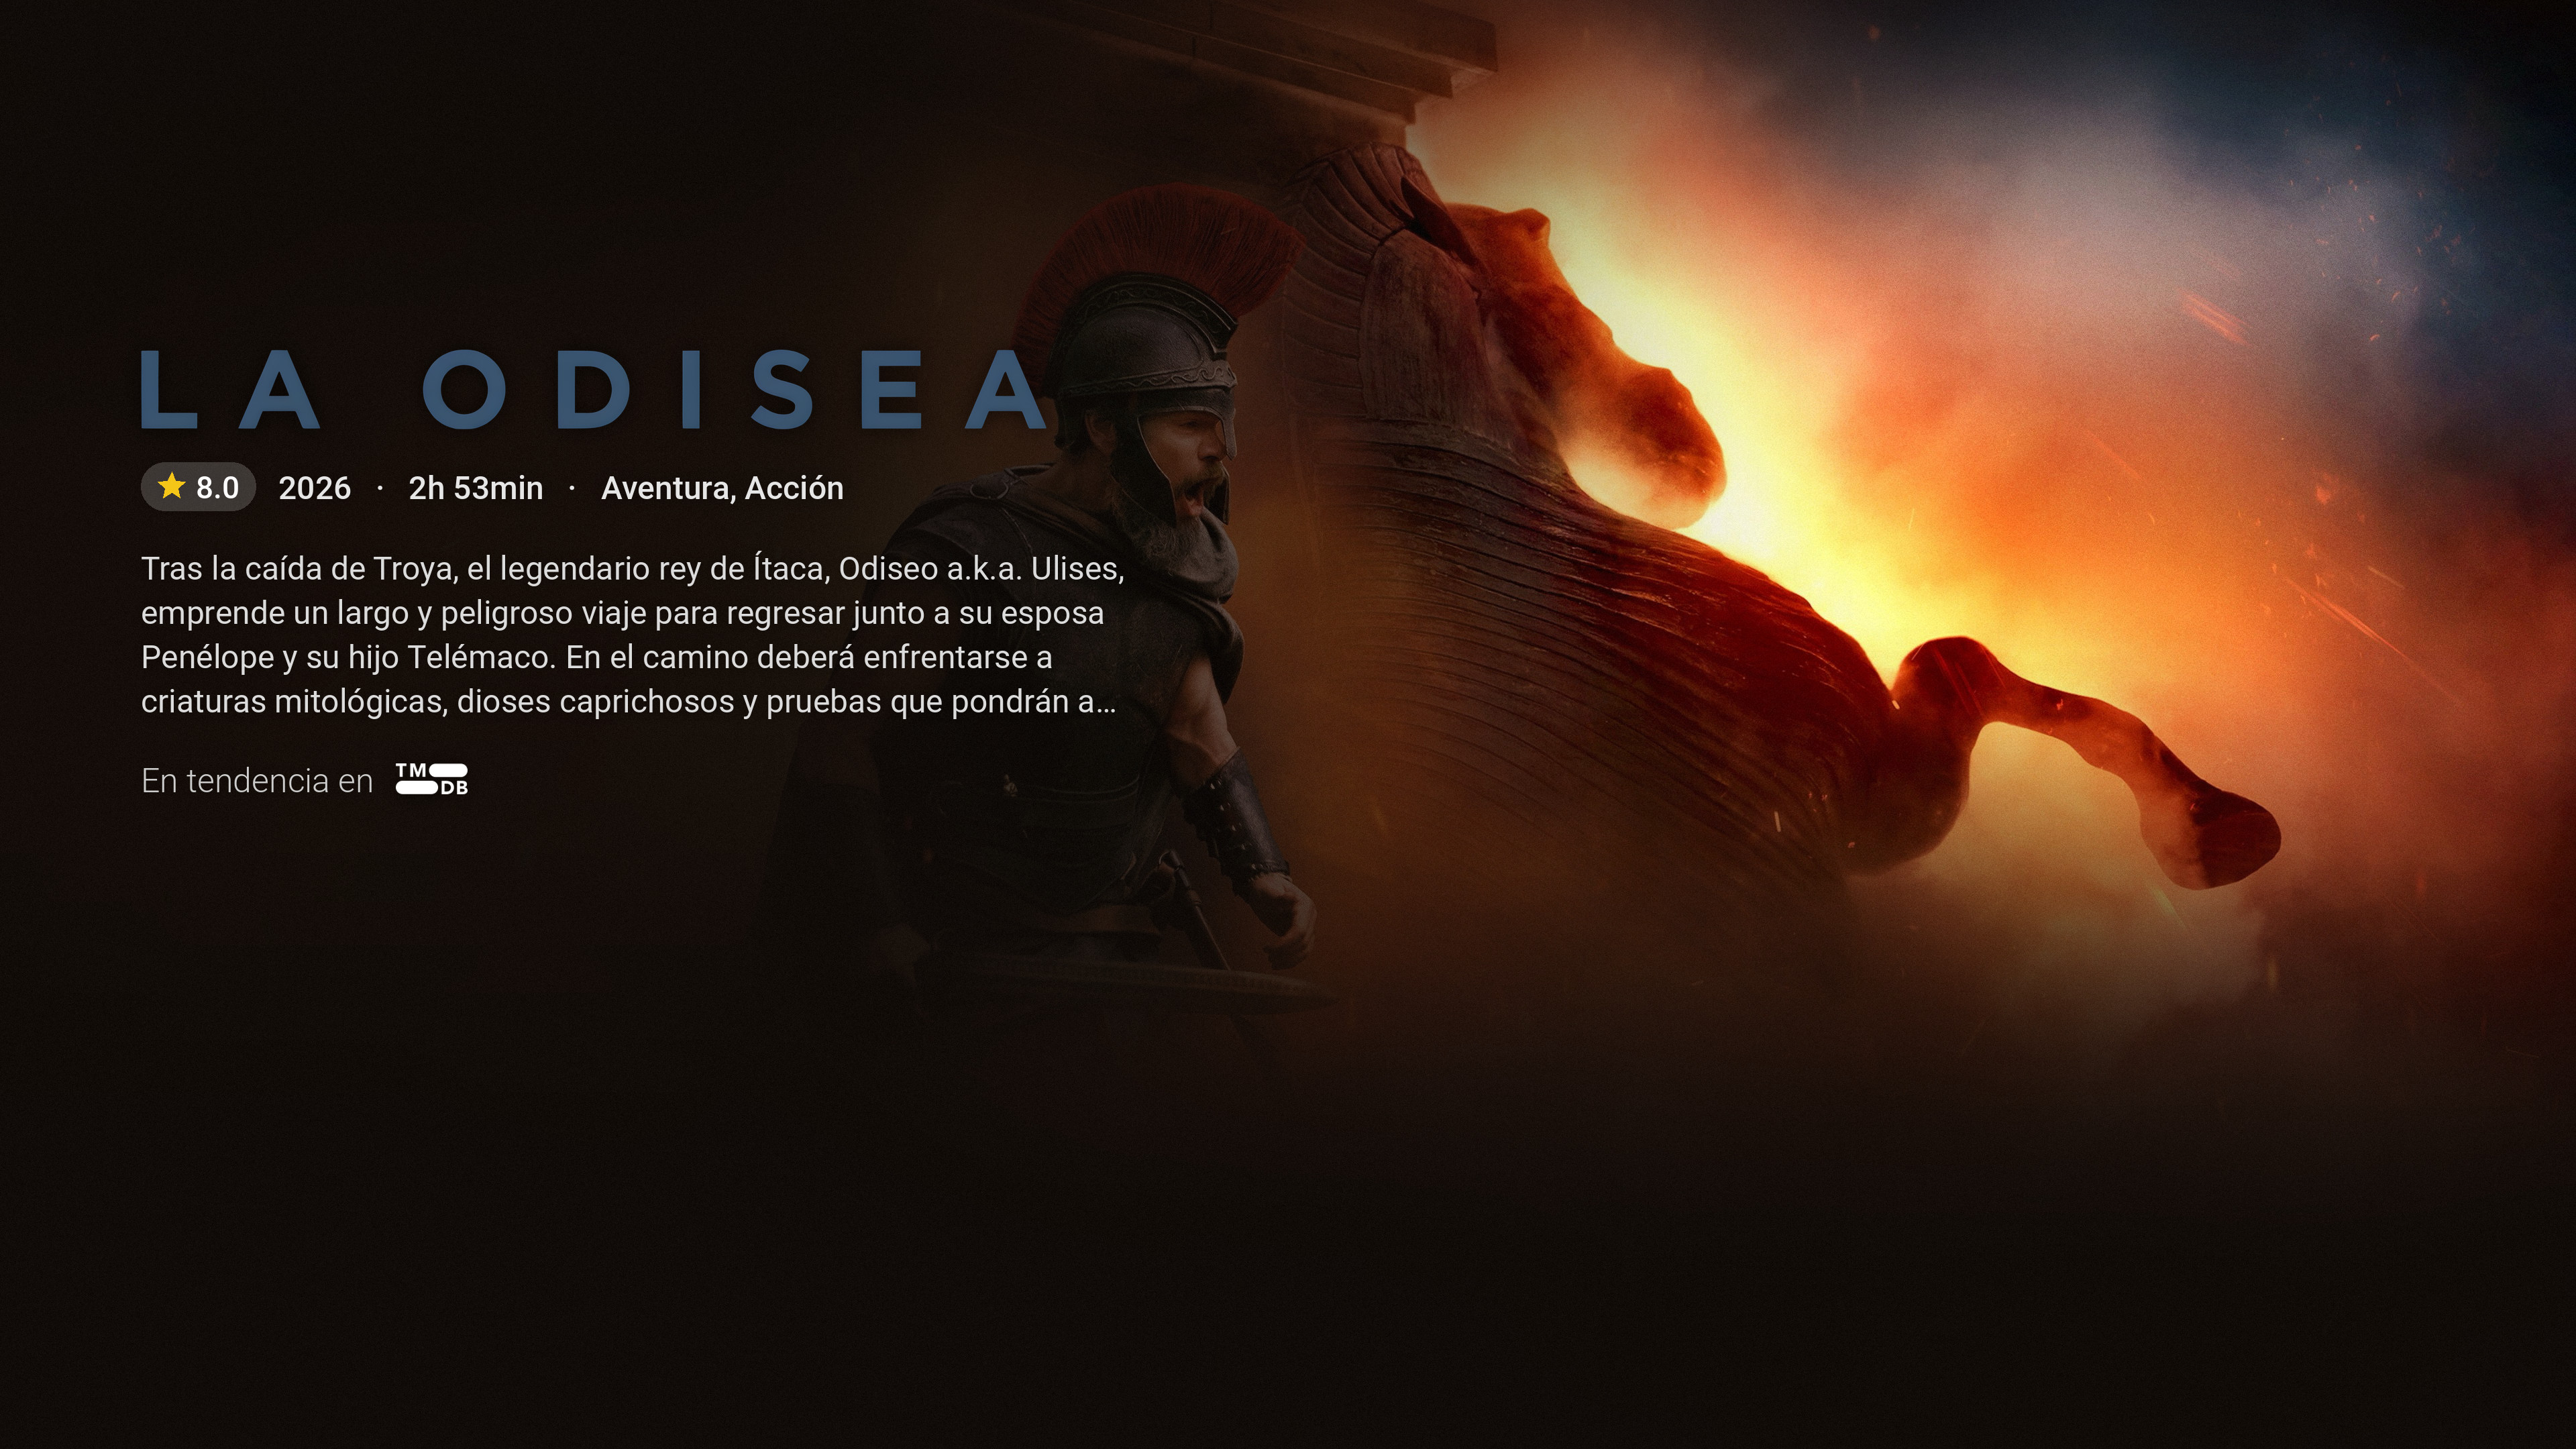 LA ODISEA
8.0 2026 · 2h 53min · Aventura, Acción
Tras la caída de Troya, el legendario rey de Ítaca, Odiseo a.k.a. Ulises,
emprende un largo y peligroso viaje para regresar junto a su esposa
Penélope y su hijo Telémaco. En el camino deberá enfrentarse a
criaturas mitológicas, dioses caprichosos y pruebas que pondrán a...
En tendencia en TMDB